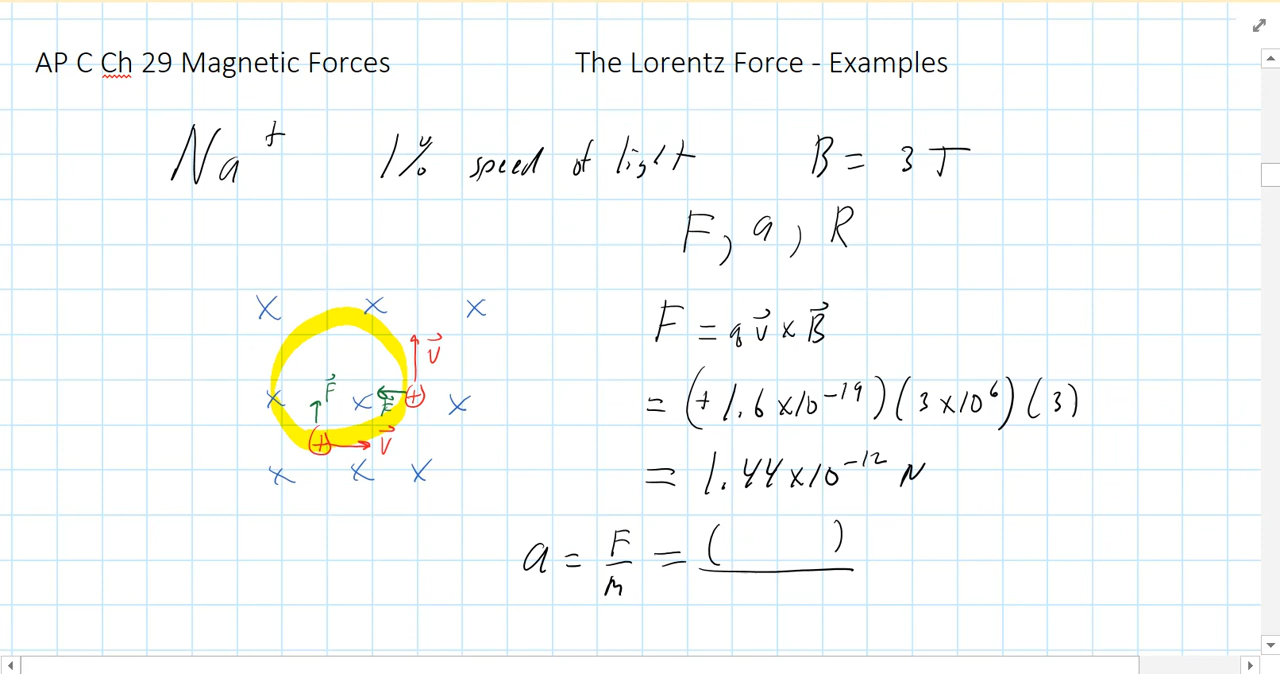 AP C Ch 29 Magnetic Forces
The Lorentz Force - Examples
Na⁺ 1% speed of light B = 3 T
F, a, R
X X X
X X X
X X X
V⃗
F⃗
F⃗
V⃗
+
+
F = q v⃗ x B⃗
= (+ 1.6 x 10⁻¹⁹) (3 x 10⁶) (3)
= 1.44 x 10⁻¹² N
a = F/m = ( )